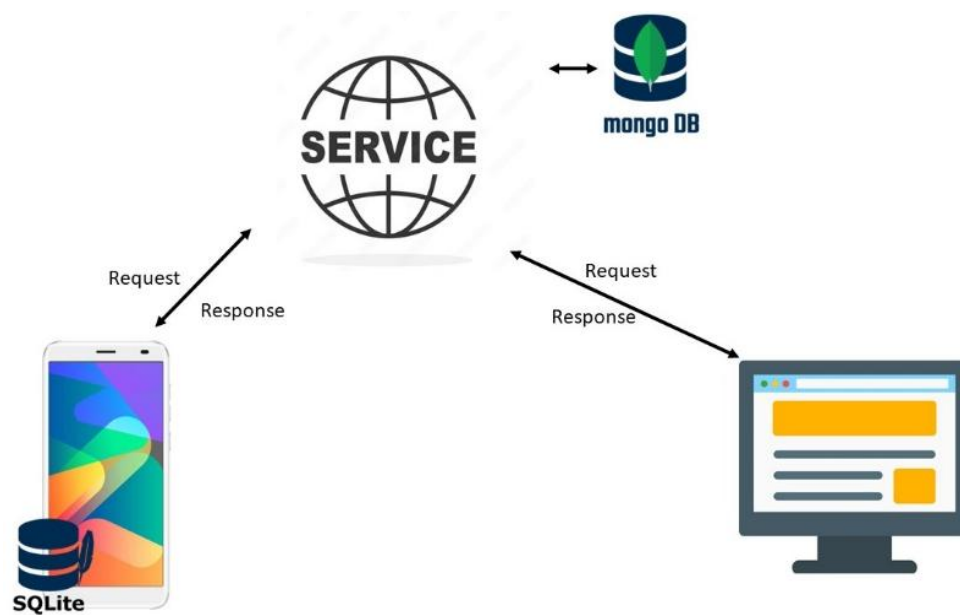 SERVICE
mongo DB
Request
Response
Request
Response
SQLite